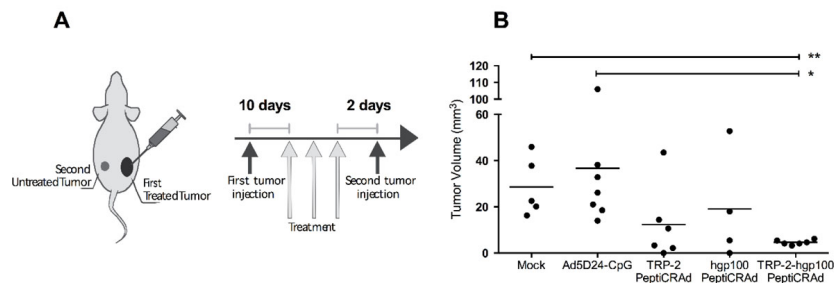 A
10 days
2 days
Second
Untreated Tumor
First
Treated Tumor
First tumor
injection
Second tumor
injection
Treatment
B
Tumor Volume (mm³)
120
110
100
60
40
20
0
**
*
Mock
Ad5D24-CpG
TRP-2
PeptiCRAd
hgp100
PeptiCRAd
TRP-2-hgp100
PeptiCRAd